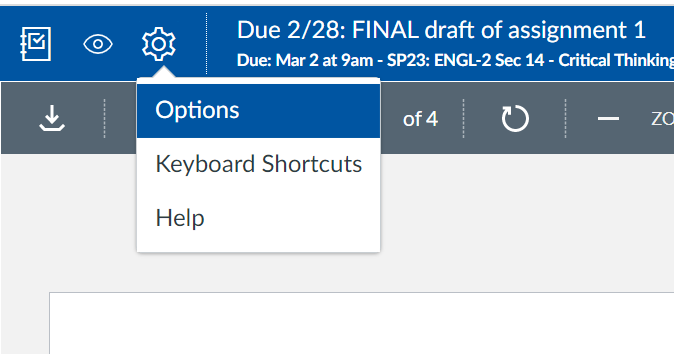 Due 2/28: FINAL draft of assignment 1
Due: Mar 2 at 9am - SP23: ENGL-2 Sec 14 - Critical Thinking
Options
of 4
ZO
Keyboard Shortcuts
Help